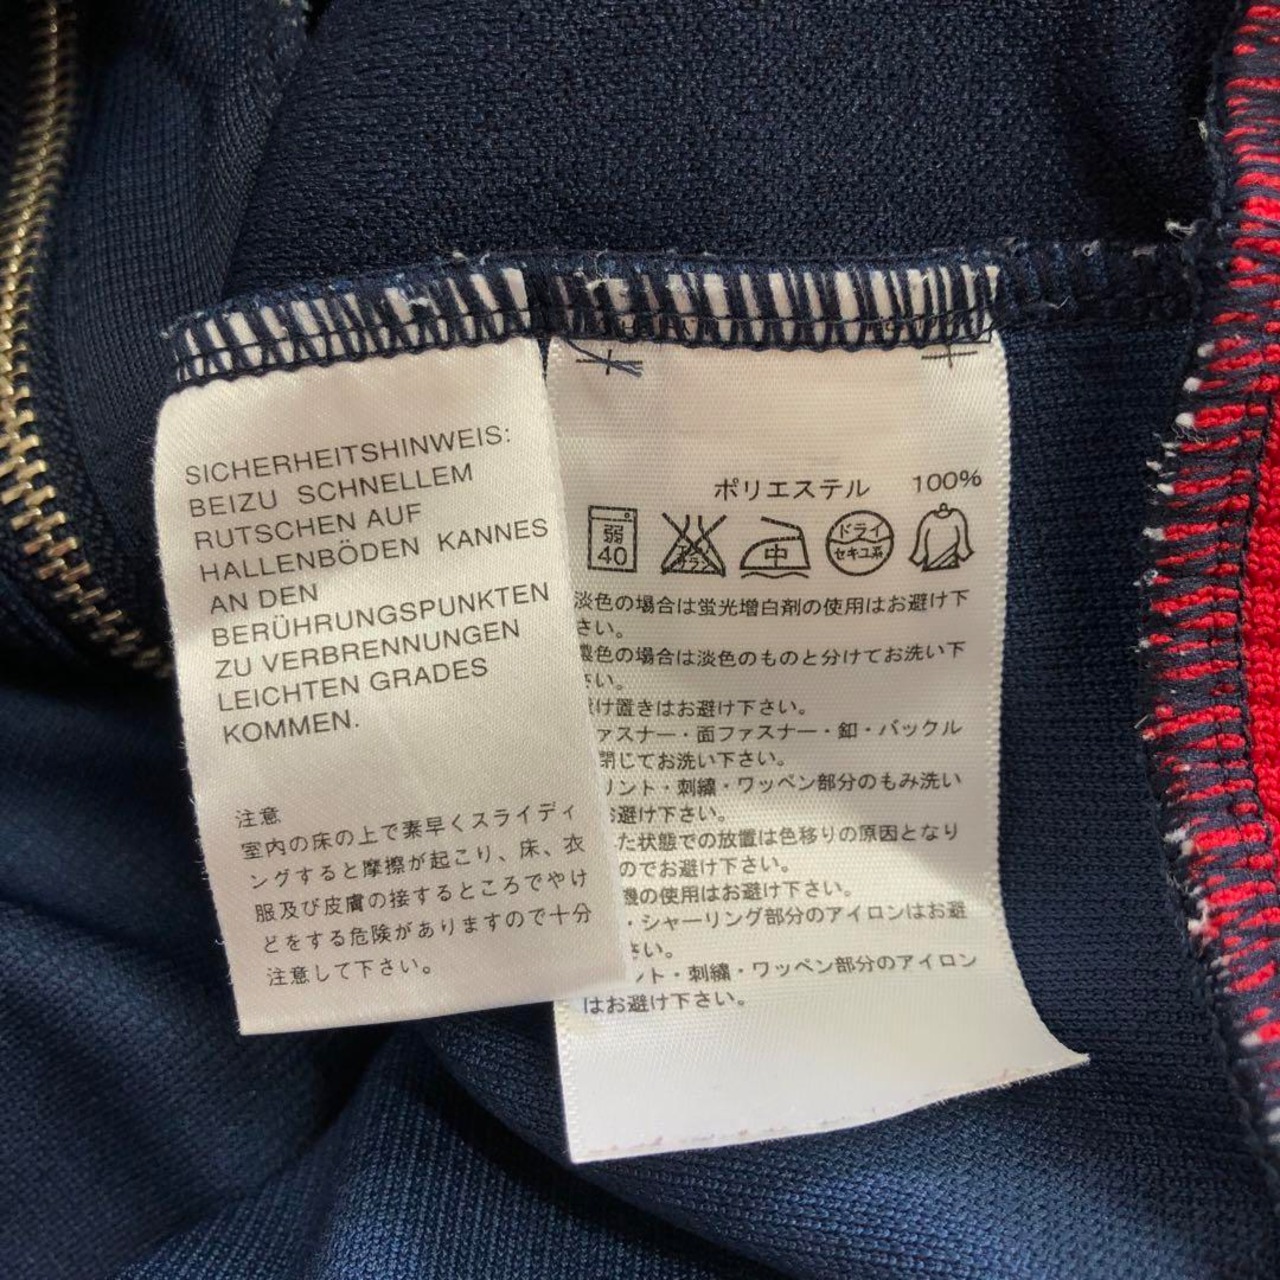 SICHERHEITSHINWEIS:
BEIZU SCHNELLEM
RUTSCHEN AUF
HALLENBÖDEN KANNES
AN DEN
BERÜHRUNGSPUNKTEN
ZU VERBRENNUNGEN
LEICHTEN GRADES
KOMMEN.
注意
室内の床の上で素早くスライディ
ングすると摩擦が起こり、床、衣
服及び皮膚の接するところでやけ
どをする危険がありますので十分
注意して下さい。
ポリエステル 100%
弱
40
中
ドライ
セキユ系
淡色の場合は蛍光増白剤の使用はお避け下
さい。
濃色の場合は淡色のものと分けてお洗い下
さい。
け置きはお避け下さい。
ァスナー・面ファスナー・釦・バックル
閉じてお洗い下さい。
リント・刺繍・ワッペン部分のもみ洗い
お避け下さい。
た状態での放置は色移りの原因となり
のでお避け下さい。
機の使用はお避け下さい。
・シャーリング部分のアイロンはお避
さい。
ント・刺繍・ワッペン部分のアイロン
はお避け下さい。